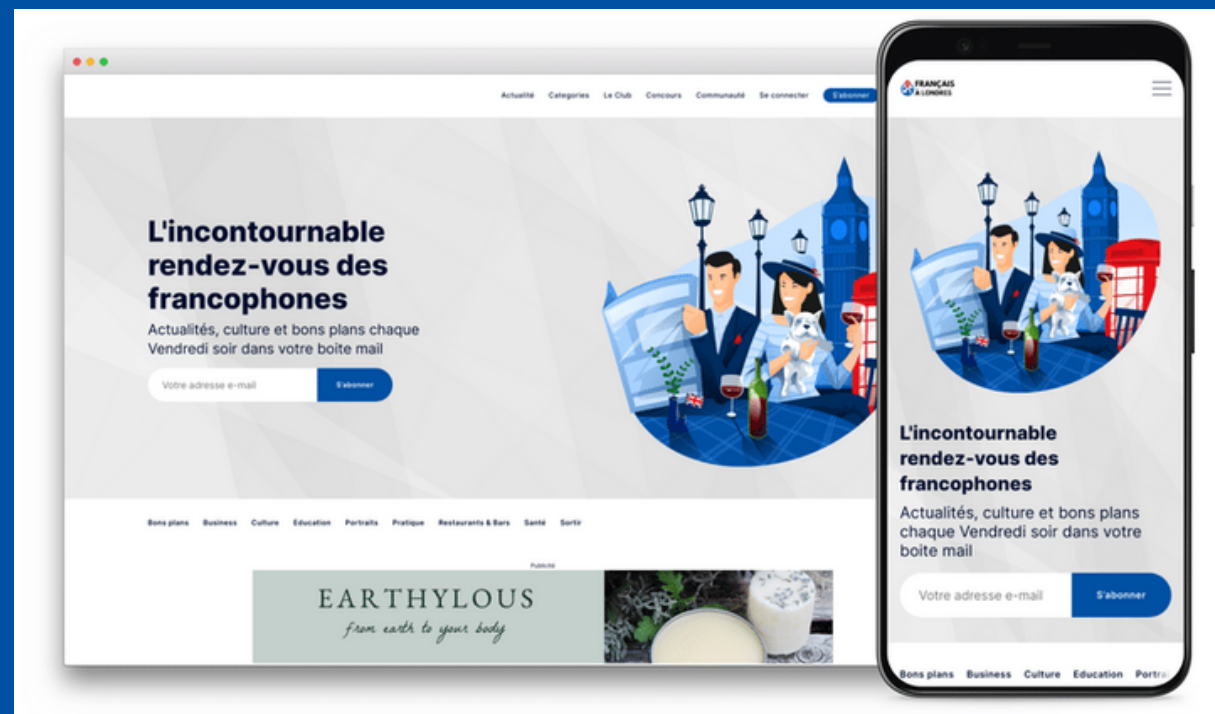 Actualité Categories Le Club Concours Communauté Se connecter S'abonner
L'incontournable
rendez-vous des
francophones
Actualités, culture et bons plans chaque
Vendredi soir dans votre boite mail
Votre adresse e-mail S'abonner
Bons plans Business Culture Education Portraits Pratique Restaurants & Bars Santé Sortir
Publicité
EARTHYLOUS
from earth to your body
FRANÇAIS
À LONDRES
L'incontournable
rendez-vous des
francophones
Actualités, culture et bons plans
chaque Vendredi soir dans votre
boite mail
Votre adresse e-mail S'abonner
Bons plans Business Culture Education Portra